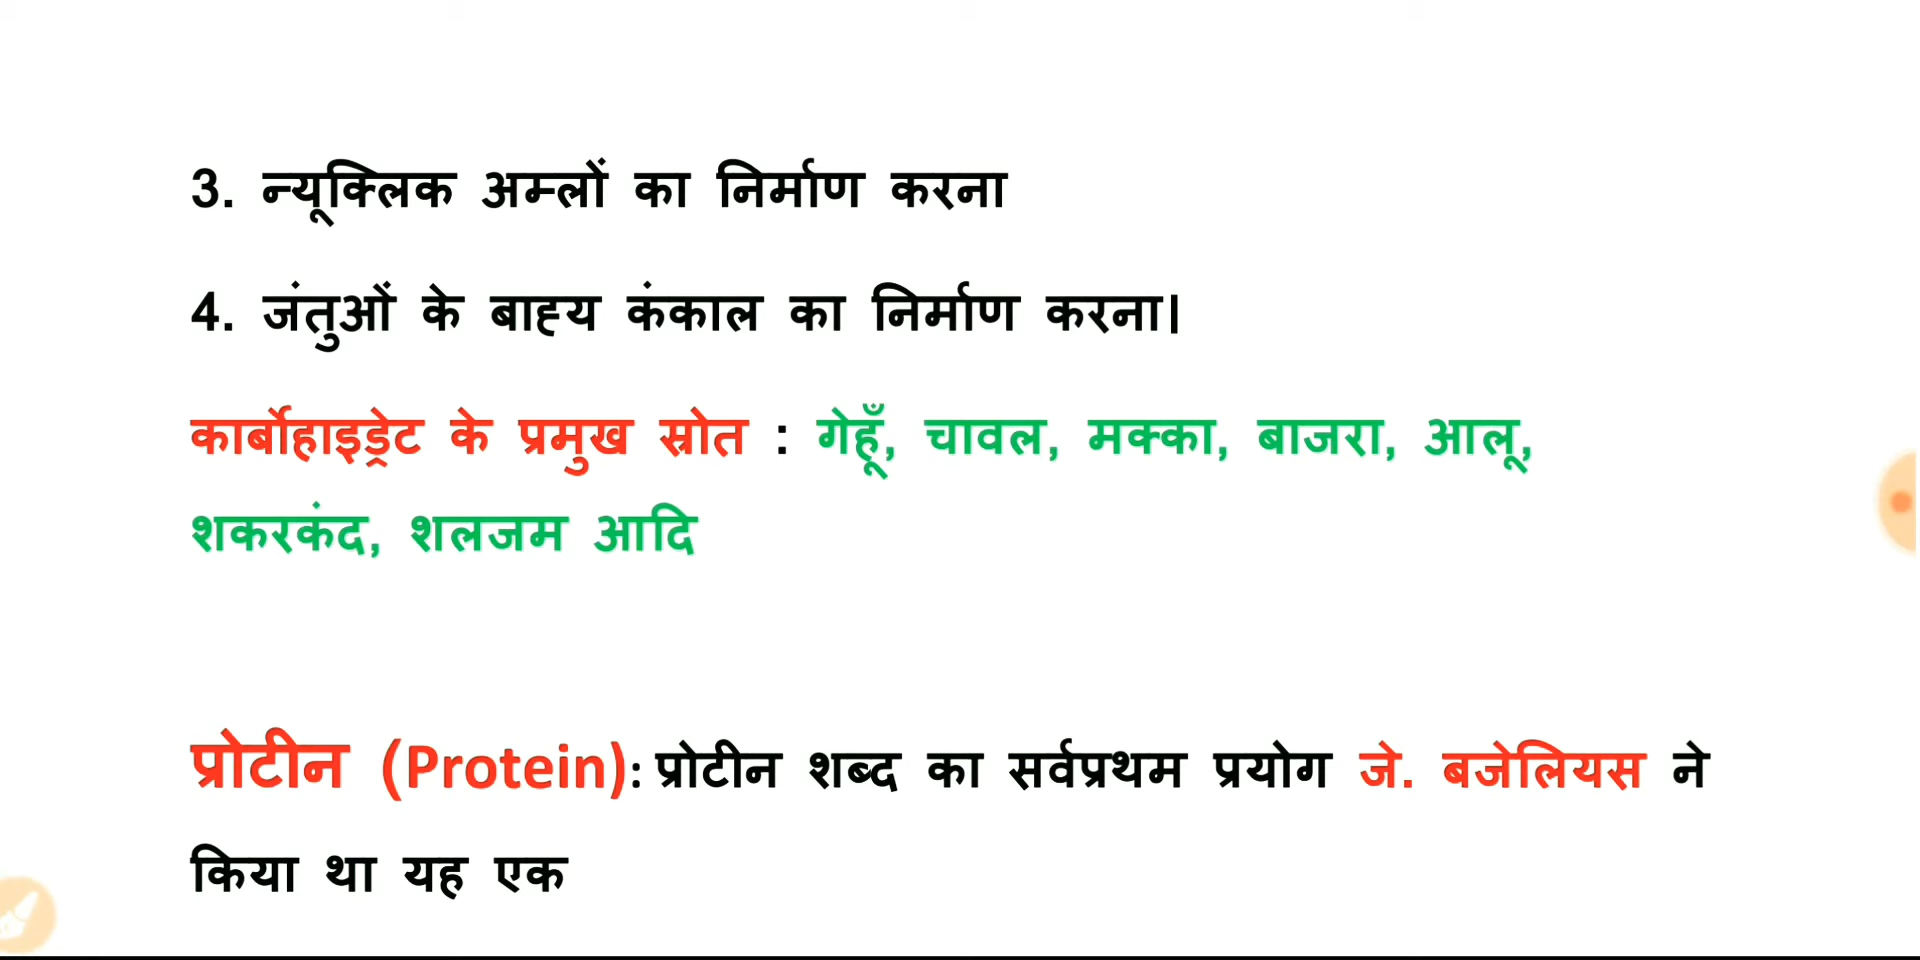 3. न्यूक्लिक अम्लों का निर्माण करना
4. जंतुओं के बाह्य कंकाल का निर्माण करना।
कार्बोहाइड्रेट के प्रमुख स्रोत : गेहूँ, चावल, मक्का, बाजरा, आलू,
शकरकंद, शलजम आदि
प्रोटीन (Protein): प्रोटीन शब्द का सर्वप्रथम प्रयोग जे. बजेलियस ने
किया था यह एक